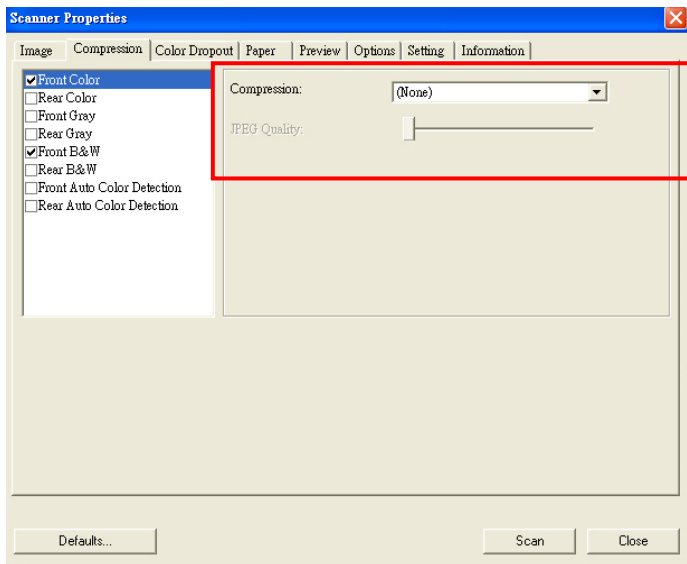 Scanner Properties
Image Compression Color Dropout Paper Preview Options Setting Information
Front Color
Rear Color
Front Gray
Rear Gray
Front B&W
Rear B&W
Front Auto Color Detection
Rear Auto Color Detection
Compression: (None)
JPEG Quality:
Defaults... Scan Close